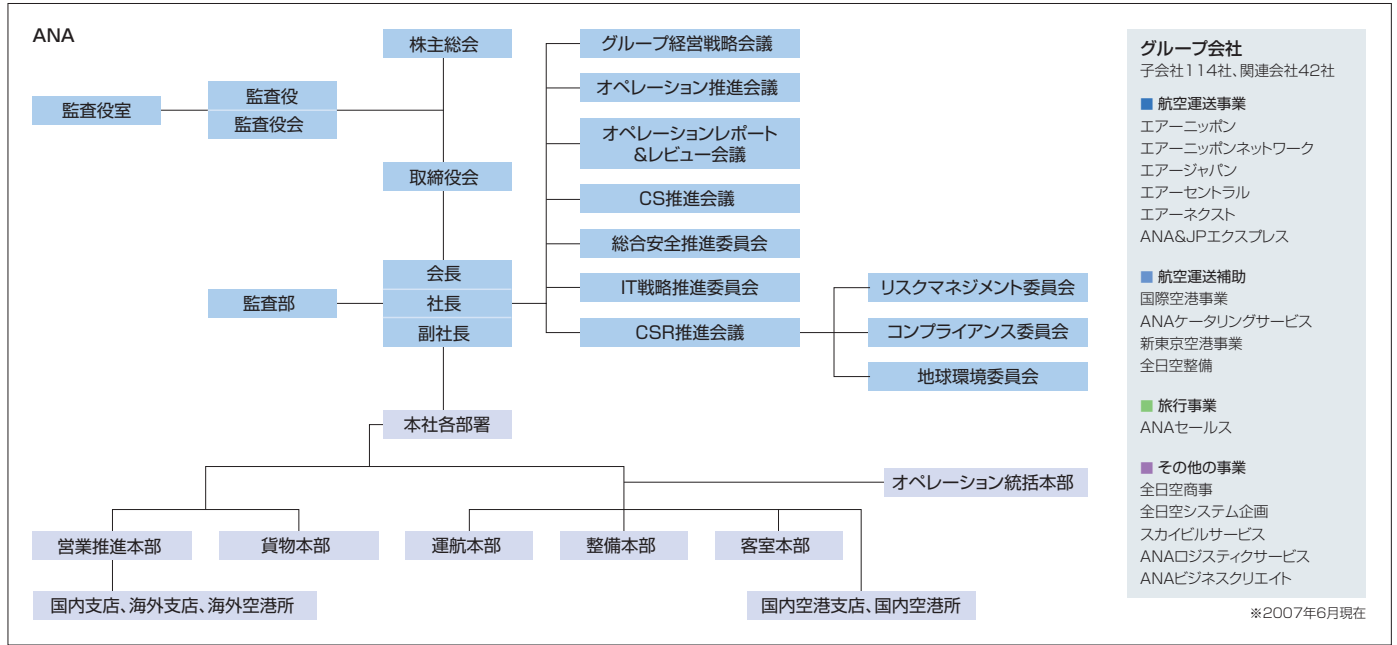 ANA
株主総会
監査役室
監査役
監査役会
取締役会
監査部
会長
社長
副社長
グループ経営戦略会議
オペレーション推進会議
オペレーションレポート
&レビュー会議
CS推進会議
総合安全推進委員会
IT戦略推進委員会
CSR推進会議
リスクマネジメント委員会
コンプライアンス委員会
地球環境委員会
本社各部署
オペレーション統括本部
営業推進本部
貨物本部
運航本部
整備本部
客室本部
国内支店、海外支店、海外空港所
国内空港支店、国内空港所
グループ会社
子会社114社、関連会社42社
■ 航空運送事業
エアーニッポン
エアーニッポンネットワーク
エアージャパン
エアーセントラル
エアーネクスト
ANA&JPエクスプレス
■ 航空運送補助
国際空港事業
ANAケータリングサービス
新東京空港事業
全日空整備
■ 旅行事業
ANAセールス
■ その他の事業
全日空商事
全日空システム企画
スカイビルサービス
ANAロジスティクサービス
ANAビジネスクリエイト
※2007年6月現在